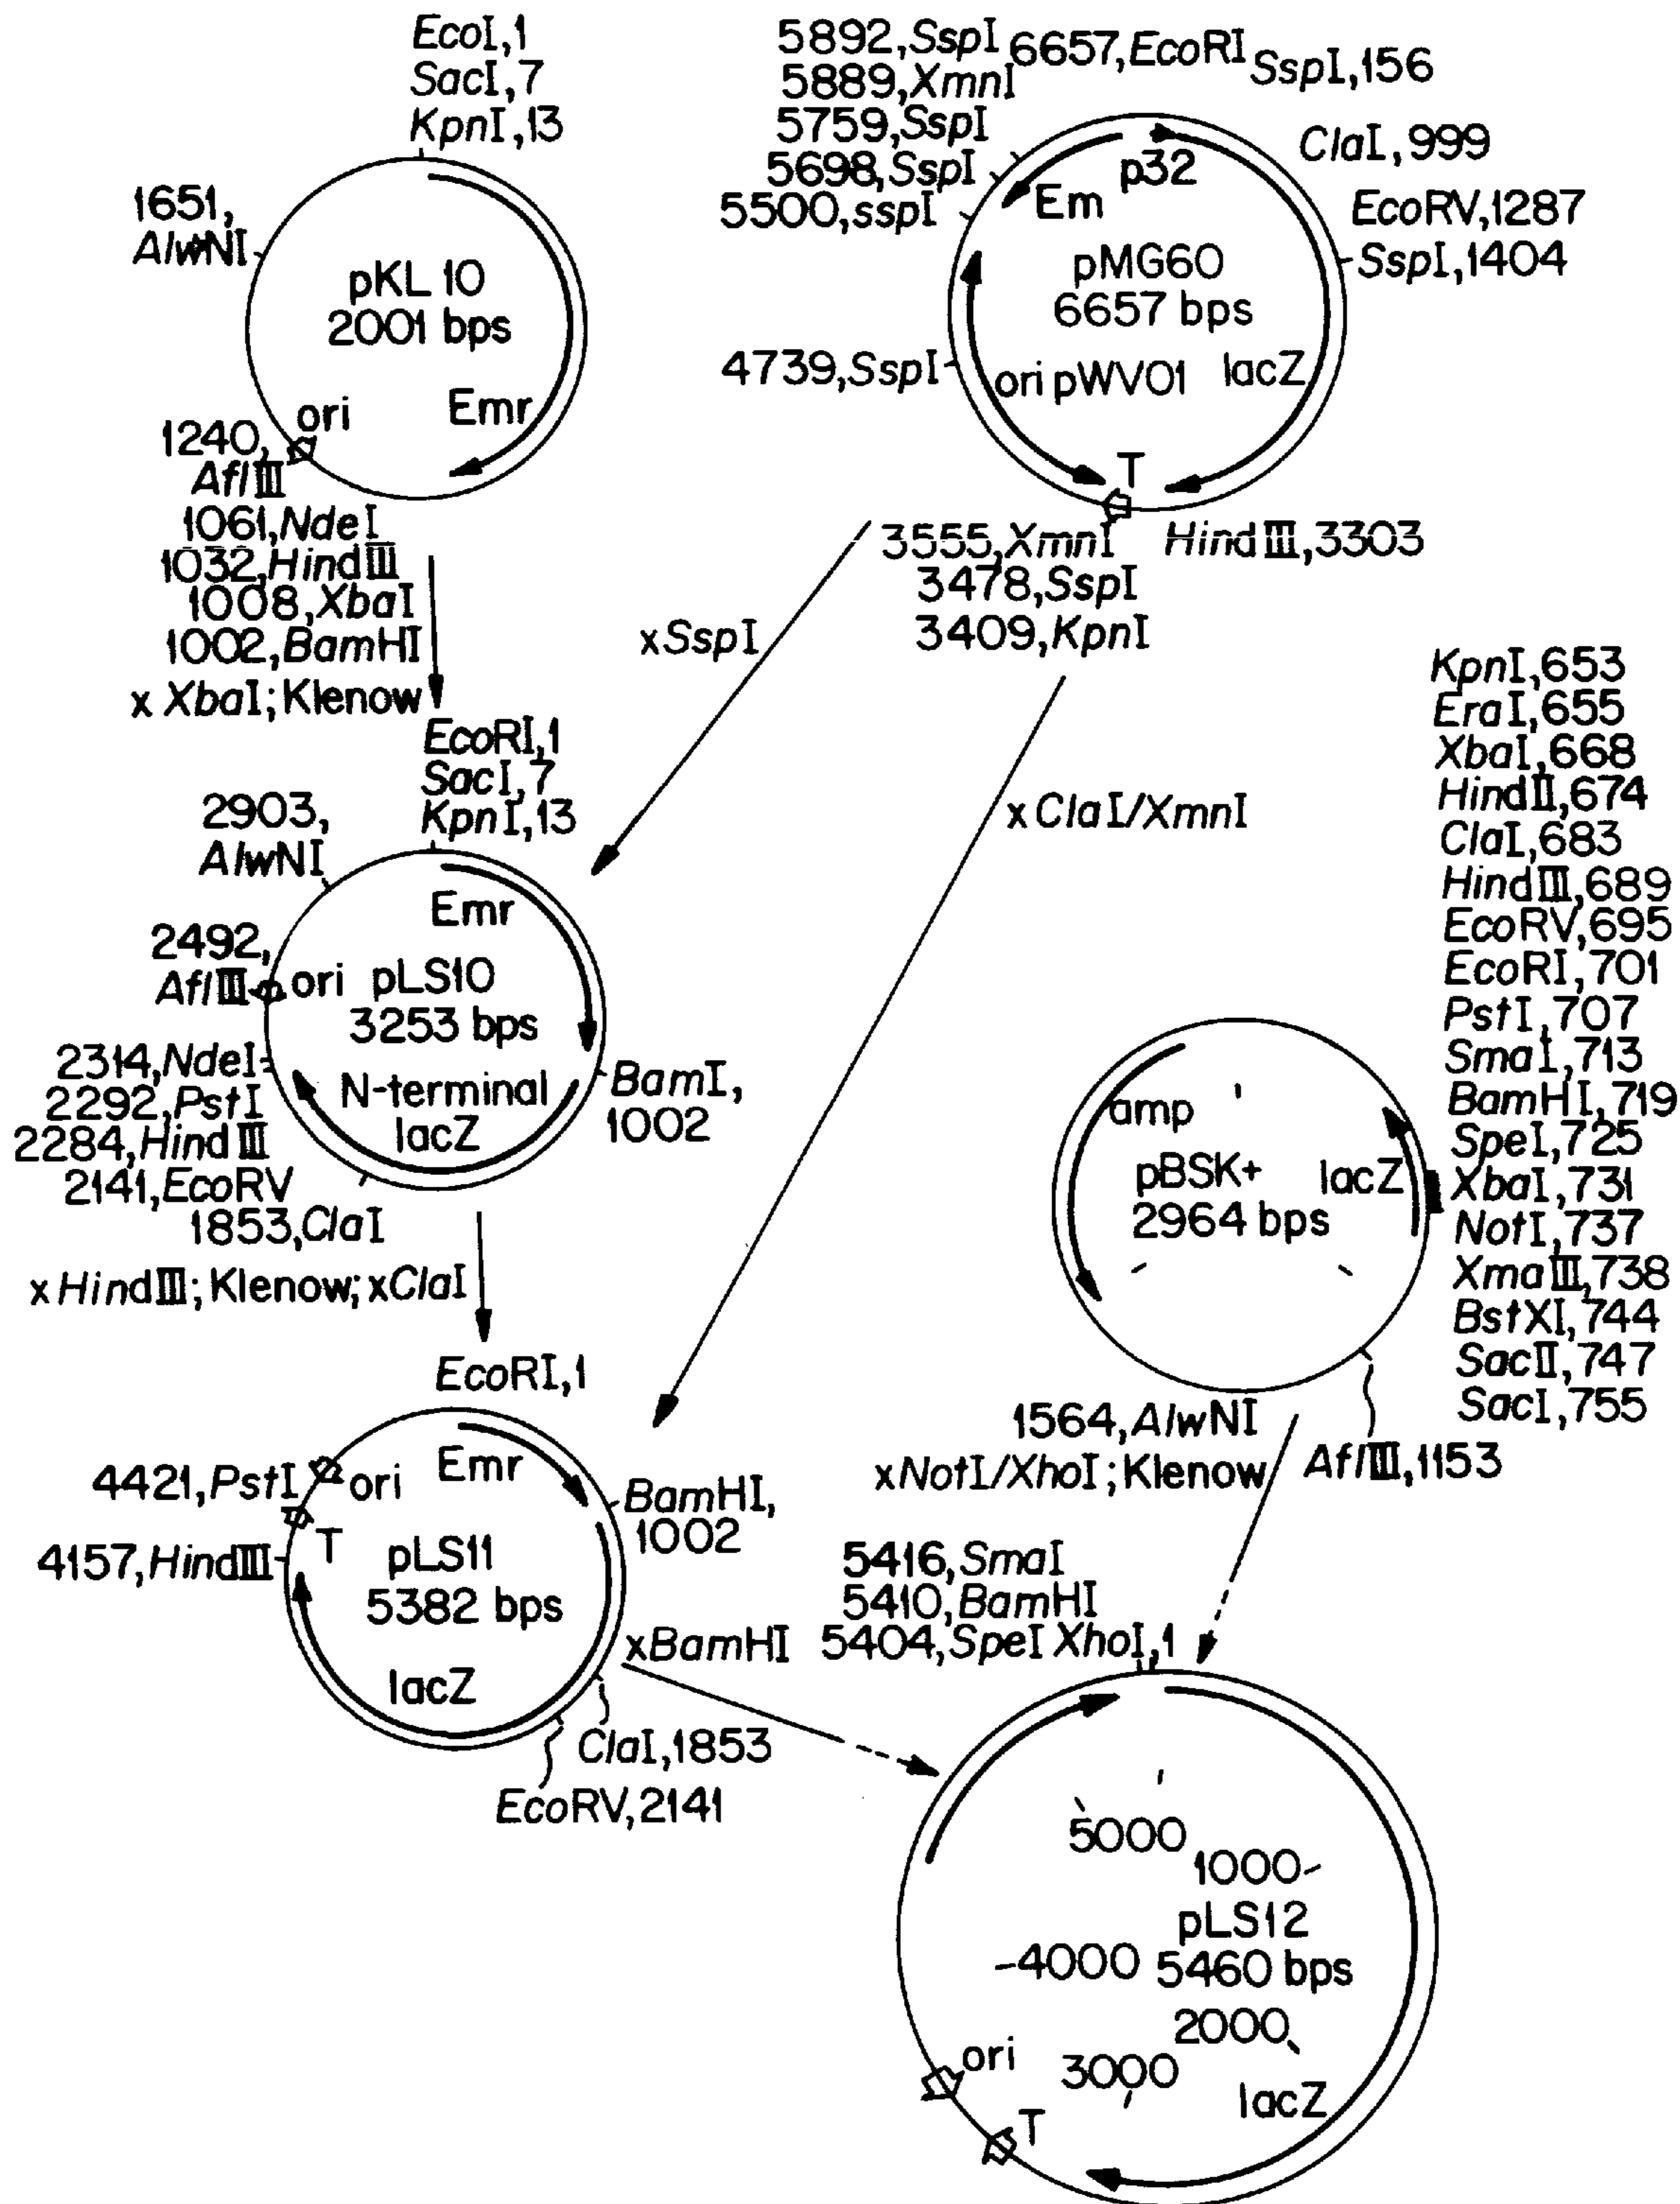 EcoI,1
SacI,7
KpnI,13
1651,
AlwNI
pKL 10
2001 bps
ori
Emr
1240,
AflIII
1061,NdeI
1032,HindIII
1008,XbaI
1002,BamHI
x XbaI;Klenow
5892,SspI
6657,EcoRI
SspI,156
5889,XmnI
5759,SspI
5698,SspI
5500,sspI
ClaI,999
EcoRV,1287
SspI,1404
p32
Em
pMG60
6657 bps
4739,SspI
ori pWVO1
lacZ
T
3555,XmnI
HindIII,3303
3478,SspI
3409,KpnI
xSspI
xClaI/XmnI
EcoRI,1
SacI,7
KpnI,13
2903,
AlwNI
Emr
2492,
AflIII
ori
pLS10
3253 bps
2314,NdeI
2292,PstI
2284,HindIII
2141,EcoRV
1853,ClaI
N-terminal
lacZ
BamI,
1002
xHindIII;Klenow;xClaI
KpnI,653
EraI,655
XbaI,668
HindII,674
ClaI,683
HindIII,689
EcoRV,695
EcoRI,701
PstI,707
SmaI,713
BamHI,719
SpeI,725
XbaI,731
NotI,737
XmaIII,738
BstXI,744
SacII,747
SacI,755
amp
pBSK+
2964 bps
lacZ
1564,AlwNI
AflIII,1153
xNotI/XhoI;Klenow
EcoRI,1
4421,PstI
ori
Emr
BamHI,
1002
T
4157,HindIII
pLS11
5382 bps
lacZ
ClaI,1853
EcoRV,2141
xBamHI
5416,SmaI
5410,BamHI
5404,SpeI
XhoI,1
5000
1000
pLS12
4000
5460 bps
2000
3000
ori
T
lacZ